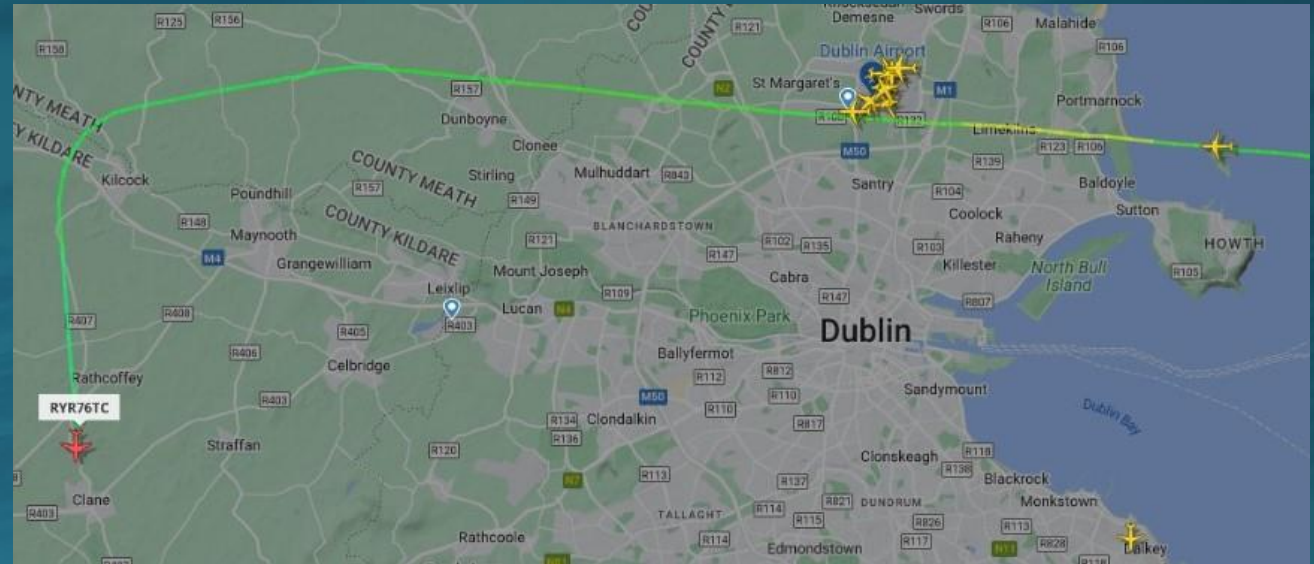 R125
R156
Knocksedan
Demesne
Swords
R106
Malahide
R158
R121
R106
Dublin Airport
St Margaret's
R157
N2
M1
NTY MEATH
COUNTY
Portmarnock
R108
R132
Limekilns
Y KILDARE
Dunboyne
Clonee
M50
R123
R106
R139
Kilcock
COUNTY MEATH
Stirling
Mulhuddart
R843
Santry
Baldoyle
Poundhill
R157
R149
R104
Sutton
R148
COUNTY KILDARE
BLANCHARDSTOWN
Coolock
Maynooth
R121
R102
R135
R103
Raheny
HOWTH
M4
Grangewilliam
Mount Joseph
R147
Cabra
Killester
North Bull
Island
R105
Leixlip
R109
R147
R807
R407
R408
R403
Lucan
N4
Phoenix Park
Dublin
R405
R406
Celbridge
Ballyfermot
R812
Rathcoffey
R112
R110
Sandymount
RYR76TC
R403
M50
R110
Dublin Bay
R134
Clondalkin
R817
R136
Straffan
R120
Clonskeagh
R118
R138
Blackrock
N7
R113
R137
Clane
R821
DUNDRUM
Monkstown
R403
TALLAGHT
R114
R115
R826
R113
Rathcoole
R114
Edmondstown
R117
N11
R828
Dalkey